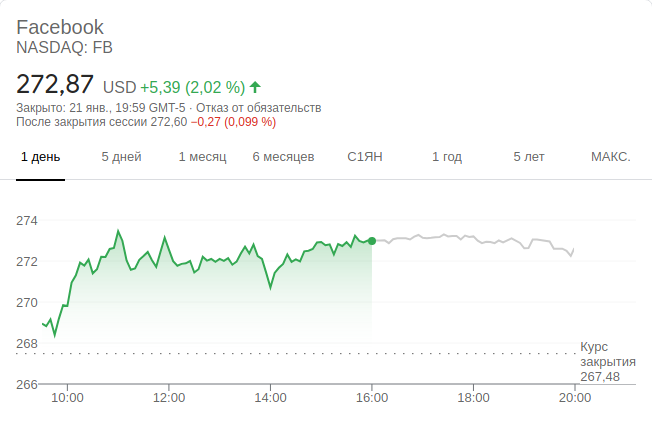 Facebook
NASDAQ: FB
272,87 USD +5,39 (2,02 %)
Закрыто: 21 янв., 19:59 GMT-5 · Отказ от обязательств
После закрытия сессии 272,60 −0,27 (0,099 %)
1 день 5 дней 1 месяц 6 месяцев С1ЯН 1 год 5 лет МАКС.
274
272
270
268
266
Курс
закрытия
267,48
10:00 12:00 14:00 16:00 18:00 20:00